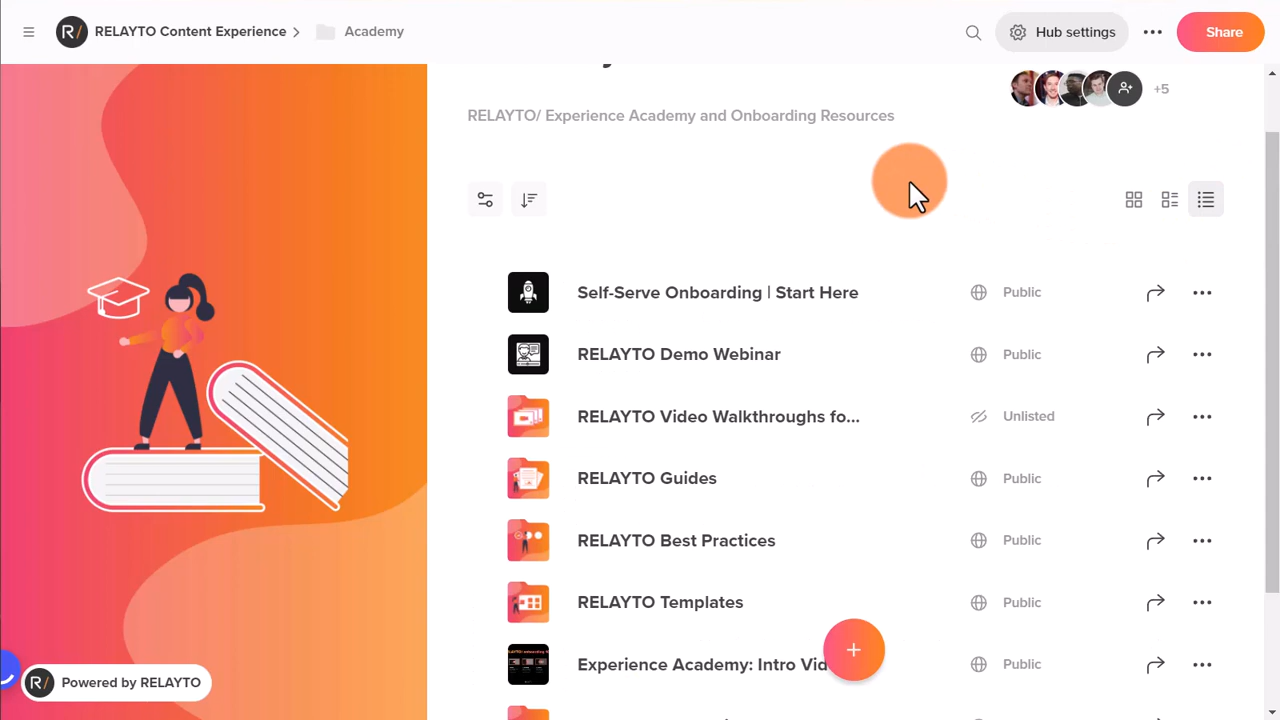 R/ RELAYTO Content Experience > Academy
Hub settings
Share
+5
RELAYTO/ Experience Academy and Onboarding Resources
Self-Serve Onboarding | Start Here
Public
RELAYTO Demo Webinar
Public
RELAYTO Video Walkthroughs fo...
Unlisted
RELAYTO Guides
Public
RELAYTO Best Practices
Public
RELAYTO Templates
Public
Experience Academy: Intro Vid
Public
R/ Powered by RELAYTO